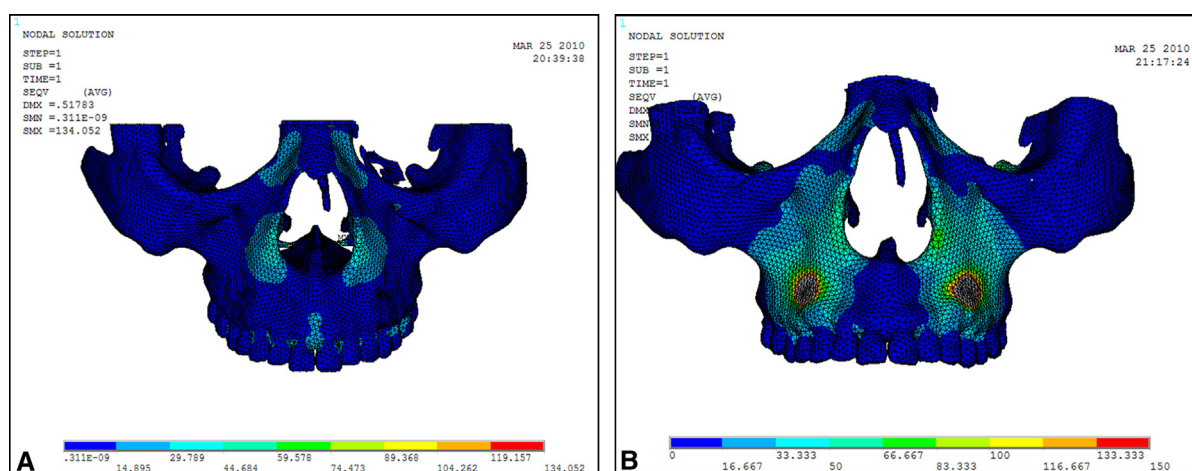 1
NODAL SOLUTION
MAR 25 2010
20:39:38
STEP=1
SUB =1
TIME=1
SEQV (AVG)
DMX =.51783
SMN =.311E-09
SMX =134.052
A
.311E-09 29.789 59.578 89.368 119.157
14.895 44.684 74.473 104.262 134.052
1
NODAL SOLUTION
MAR 25 2010
21:17:24
STEP=1
SUB =1
TIME=1
SEQV (AVG)
DMX
SMN
SMX
B
0 33.333 66.667 100 133.333
16.667 50 83.333 116.667 150